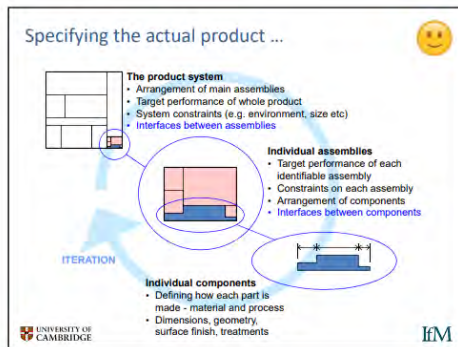 Specifying the actual product ...
The product system
• Arrangement of main assemblies
• Target performance of whole product
• System constraints (e.g. environment, size etc)
• Interfaces between assemblies
Individual assemblies
• Target performance of each
identifiable assembly
• Constraints on each assembly
• Arrangement of components
• Interfaces between components
ITERATION
Individual components
• Defining how each part is
made - material and process
• Dimensions, geometry,
surface finish, treatments
UNIVERSITY OF
CAMBRIDGE
IfM